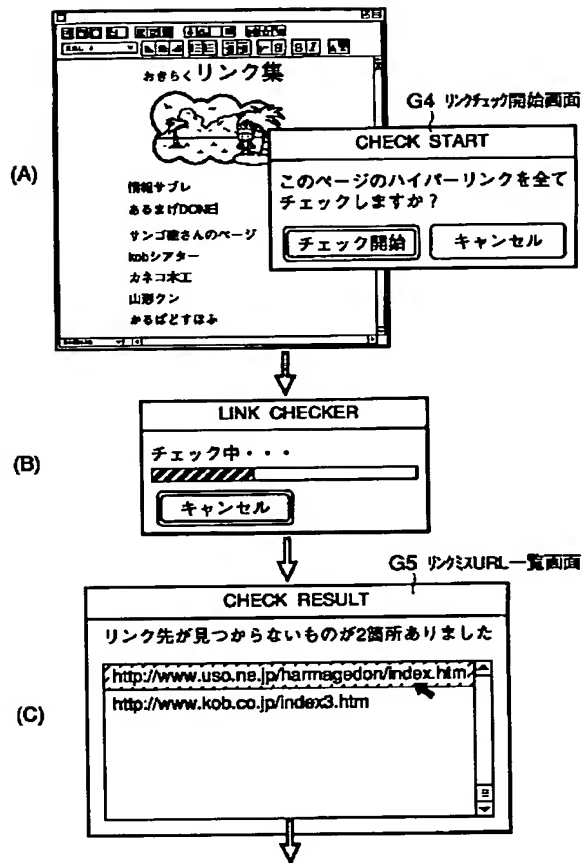 おきらくリンク集
G4 リンクチェック開始画面
CHECK START
(A)
このページのハイパーリンクを全て
チェックしますか？
チェック開始
キャンセル
情報サブレ
あるまげDONE
サンゴ礁さんのページ
kobシアター
カネコ木工
山形クン
かるぱどすほふ
LINK CHECKER
(B)
チェック中・・・
キャンセル
G5 リンクミスURL一覧画面
CHECK RESULT
リンク先が見つからないものが2箇所ありました
(C)
http://www.uso.ne.jp/harmagedon/index.htm
http://www.kob.co.jp/index3.htm